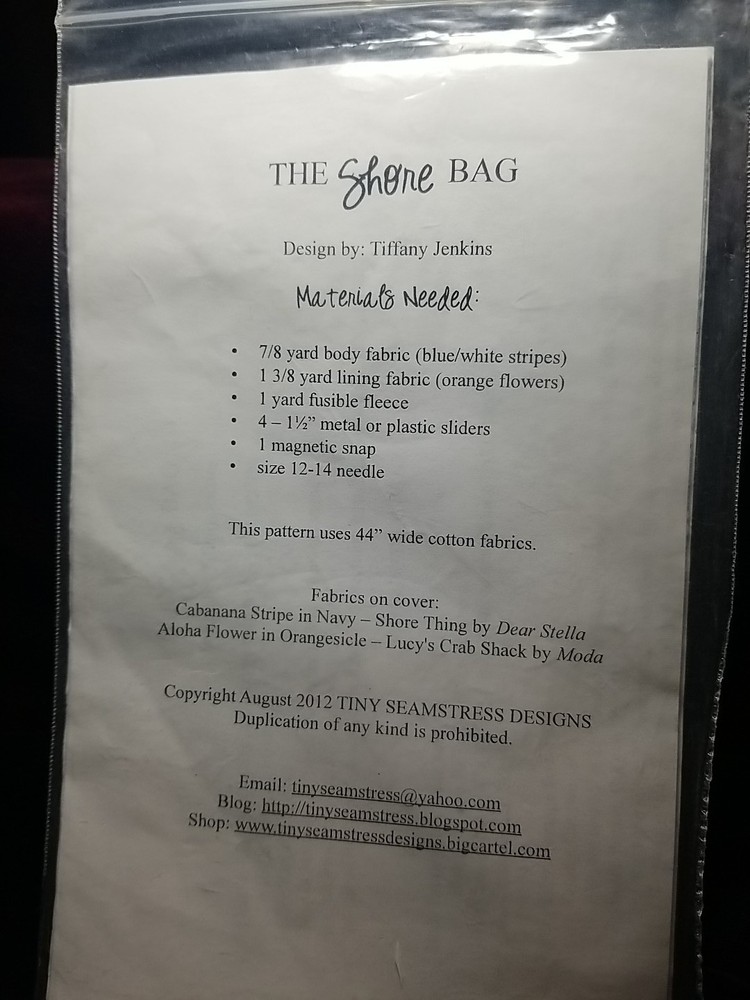 THE Shore BAG
Design by: Tiffany Jenkins
Materials Needed:
• 7/8 yard body fabric (blue/white stripes)
• 1 3/8 yard lining fabric (orange flowers)
• 1 yard fusible fleece
• 4 – 1½” metal or plastic sliders
• 1 magnetic snap
• size 12-14 needle
This pattern uses 44” wide cotton fabrics.
Fabrics on cover:
Cabanana Stripe in Navy – Shore Thing by Dear Stella
Aloha Flower in Orangesicle – Lucy's Crab Shack by Moda
Copyright August 2012 TINY SEAMSTRESS DESIGNS
Duplication of any kind is prohibited.
Email: tinyseamstress@yahoo.com
Blog: http://tinyseamstress.blogspot.com
Shop: www.tinyseamstressdesigns.bigcartel.com